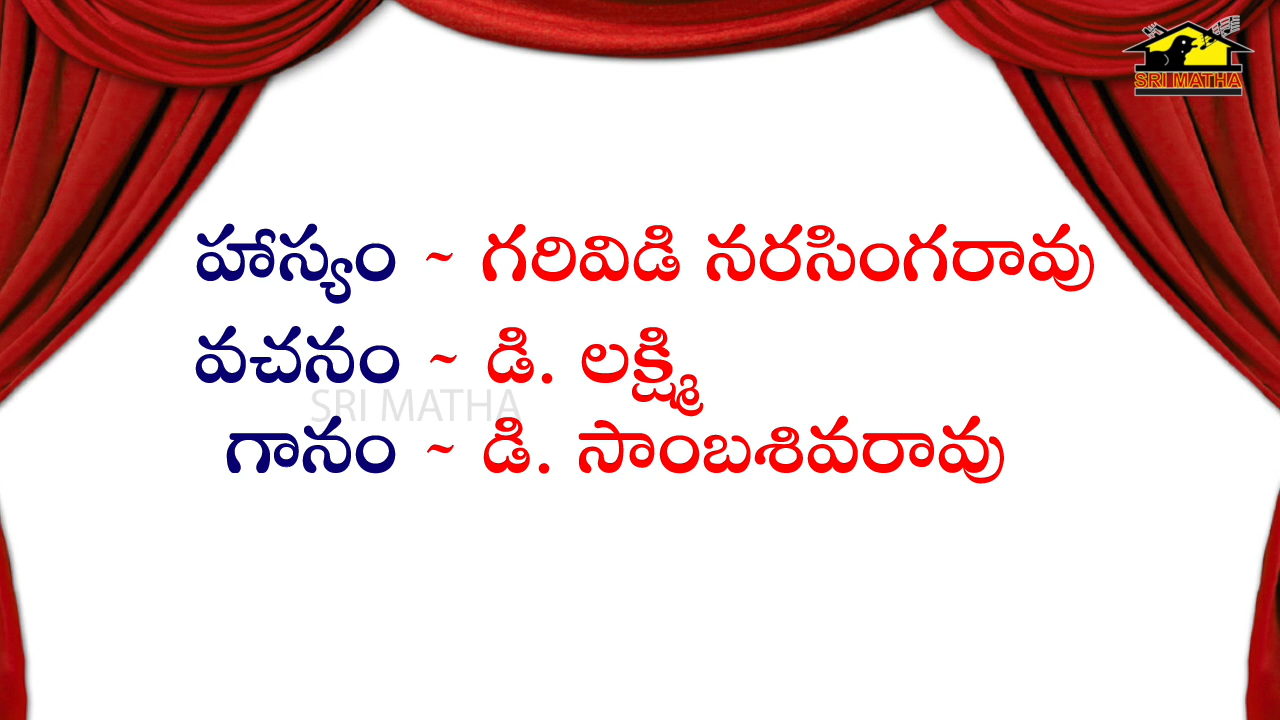 SRI MATHA
హాస్యం ~ గరివిడి నరసింగరావు
వచనం ~ డి. లక్ష్మి
SRI MATHA
గానం ~ డి. సాంబశివరావు